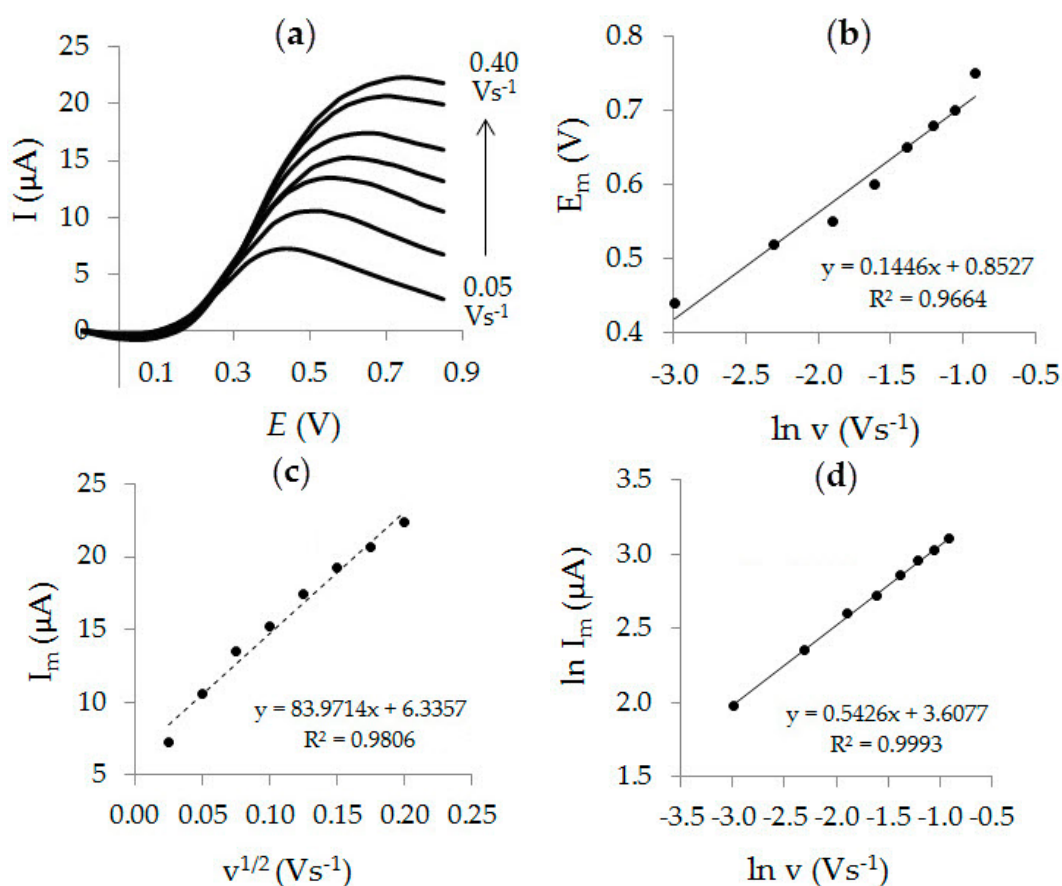 (a)
25
20
15
10
5
0
I (µA)
0.40
Vs⁻¹
0.05
Vs⁻¹
0.1 0.3 0.5 0.7 0.9
E (V)
(b)
0.8
0.7
0.6
0.5
0.4
Eₘ (V)
y = 0.1446x + 0.8527
R² = 0.9664
-3.0 -2.5 -2.0 -1.5 -1.0 -0.5
ln v (Vs⁻¹)
(c)
25
20
15
10
5
Iₘ (µA)
y = 83.9714x + 6.3357
R² = 0.9806
0.00 0.05 0.10 0.15 0.20 0.25
v¹/² (Vs⁻¹)
(d)
3.5
3.0
2.5
2.0
1.5
ln Iₘ (µA)
y = 0.5426x + 3.6077
R² = 0.9993
-3.5 -3.0 -2.5 -2.0 -1.5 -1.0 -0.5
ln v (Vs⁻¹)